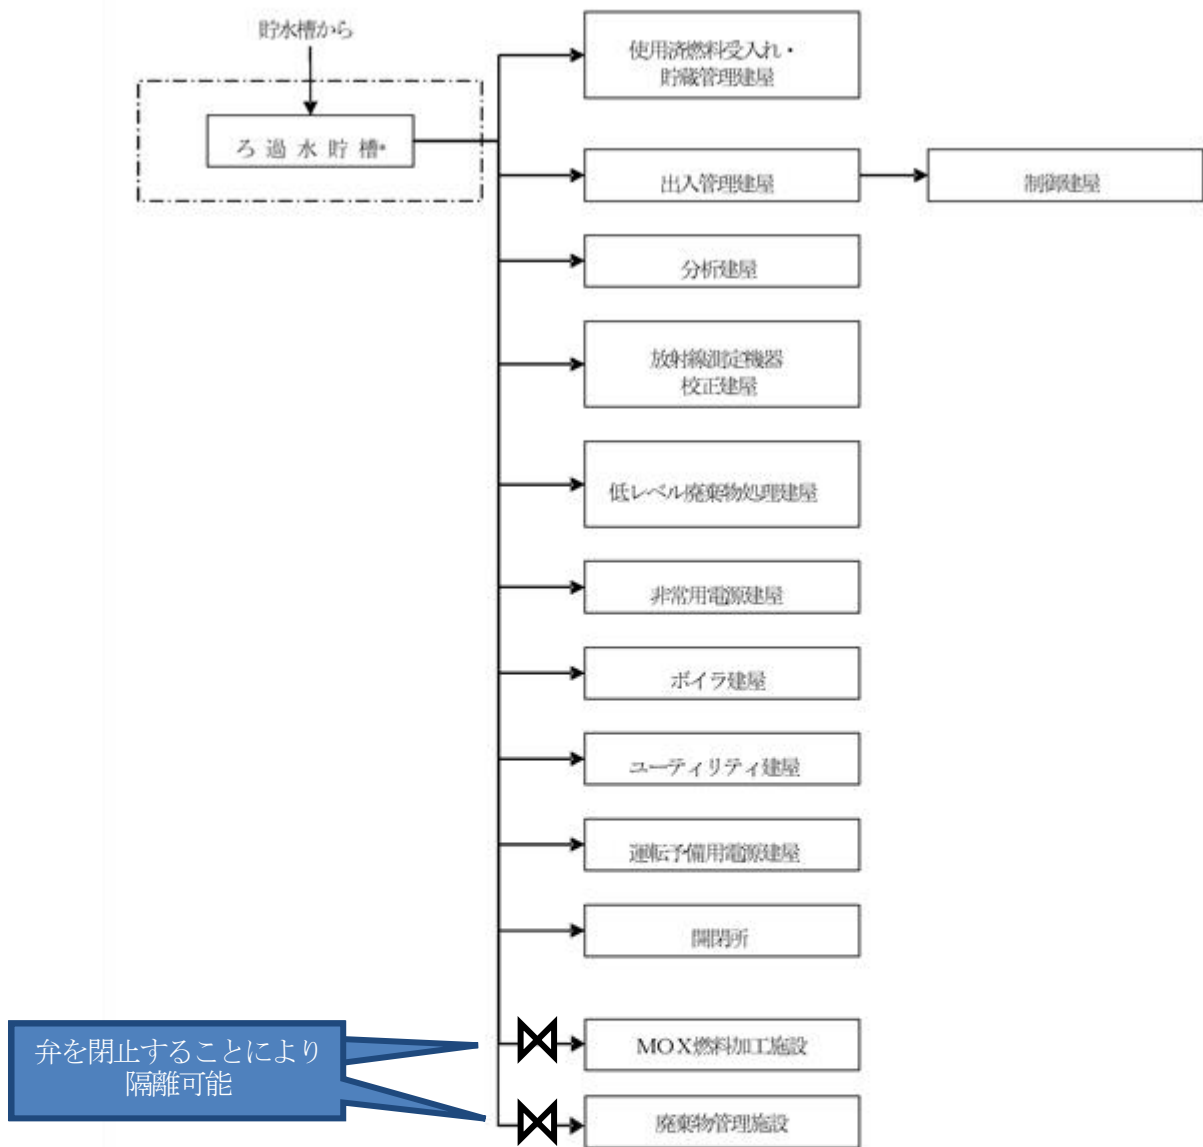 貯水槽から
ろ過水貯槽*
使用済燃料受入れ・
貯蔵管理建屋
出入管理建屋
制御建屋
分析建屋
放射線測定機器
校正建屋
低レベル廃棄物処理建屋
非常用電源建屋
ボイラ建屋
ユーティリティ建屋
運転予備用電源建屋
開閉所
MOX燃料加工施設
廃棄物管理施設
弁を閉止することにより
隔離可能